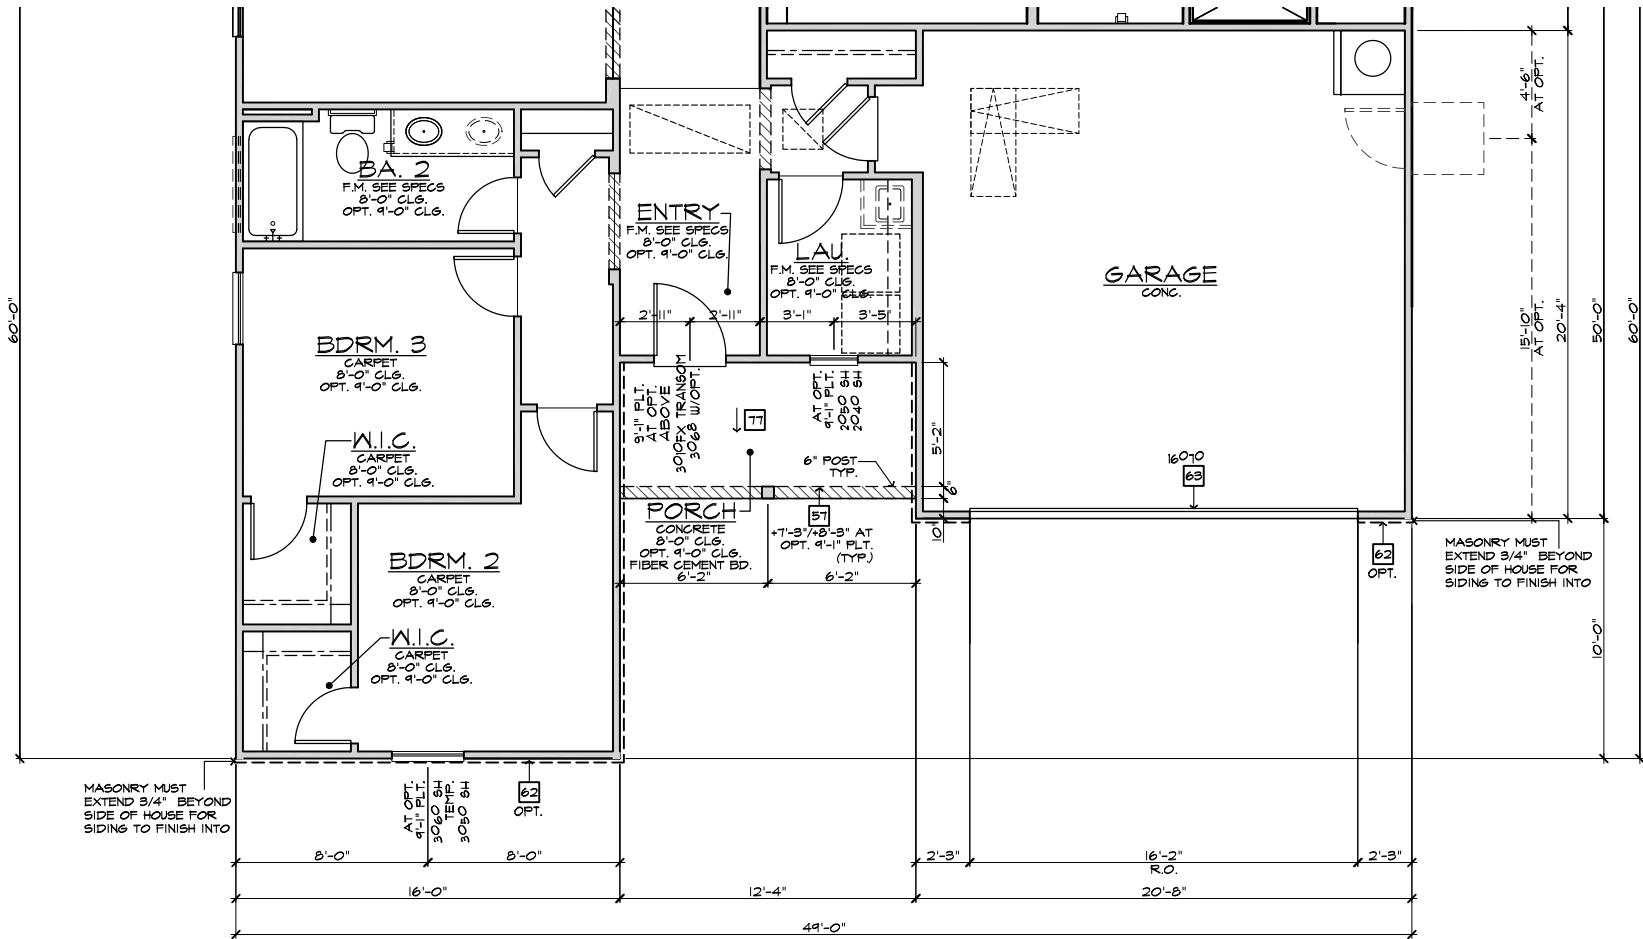 4'-6"
AT OPT.
BA. 2
F.M. SEE SPECS
8'-0" CLG.
OPT. 9'-0" CLG.
ENTRY
F.M. SEE SPECS
8'-0" CLG.
OPT. 9'-0" CLG.
LAU.
F.M. SEE SPECS
8'-0" CLG.
OPT. 9'-0" CLG.
GARAGE
CONC.
60'-0"
2'-11"
2'-11"
3'-1"
3'-5"
15'-10"
AT OPT.
20'-4"
50'-0"
60'-0"
BDRM. 3
CARPET
8'-0" CLG.
OPT. 9'-0" CLG.
9'-1" PLT.
AT OPT.
ABOVE
3010FX TRANSOM
3068 W/OPT.
AT OPT.
9'-1" PLT.
2050 SH
2040 SH
77
5'-2"
W.I.C.
CARPET
8'-0" CLG.
OPT. 9'-0" CLG.
6" POST
TYP.
16070
63
6"
10"
PORCH
CONCRETE
8'-0" CLG.
OPT. 9'-0" CLG.
FIBER CEMENT BD.
57
+7'-3"/+8'-3" AT
OPT. 9'-1" PLT.
(TYP.)
62
OPT.
MASONRY MUST
EXTEND 3/4" BEYOND
SIDE OF HOUSE FOR
SIDING TO FINISH INTO
BDRM. 2
CARPET
8'-0" CLG.
OPT. 9'-0" CLG.
6'-2"
6'-2"
10'-0"
W.I.C.
CARPET
8'-0" CLG.
OPT. 9'-0" CLG.
MASONRY MUST
EXTEND 3/4" BEYOND
SIDE OF HOUSE FOR
SIDING TO FINISH INTO
AT OPT.
9'-1" PLT.
3060 SH
TEMP.
3050 SH
62
OPT.
8'-0"
8'-0"
2'-3"
16'-2"
R.O.
2'-3"
16'-0"
12'-4"
20'-8"
49'-0"